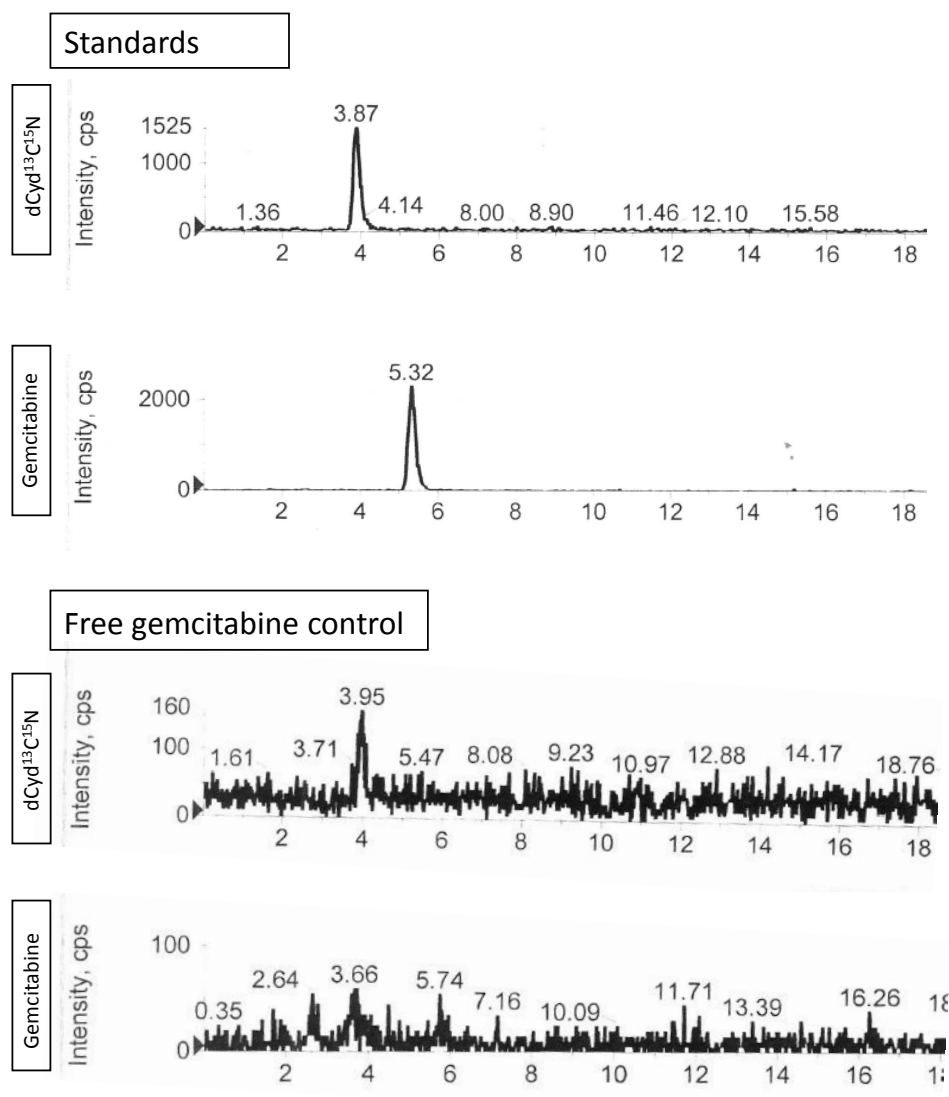 Standards
dCyd¹³C¹⁵N
Intensity, cps
1525
1000
0
3.87
1.36
4.14
8.00
8.90
11.46
12.10
15.58
2 4 6 8 10 12 14 16 18
Gemcitabine
Intensity, cps
2000
0
5.32
2 4 6 8 10 12 14 16 18
Free gemcitabine control
dCyd¹³C¹⁵N
Intensity, cps
160
100
0
3.95
1.61
3.71
5.47
8.08
9.23
10.97
12.88
14.17
18.76
2 4 6 8 10 12 14 16 18
Gemcitabine
Intensity, cps
100
0
0.35
2.64
3.66
5.74
7.16
10.09
11.71
13.39
16.26
2 4 6 8 10 12 14 16